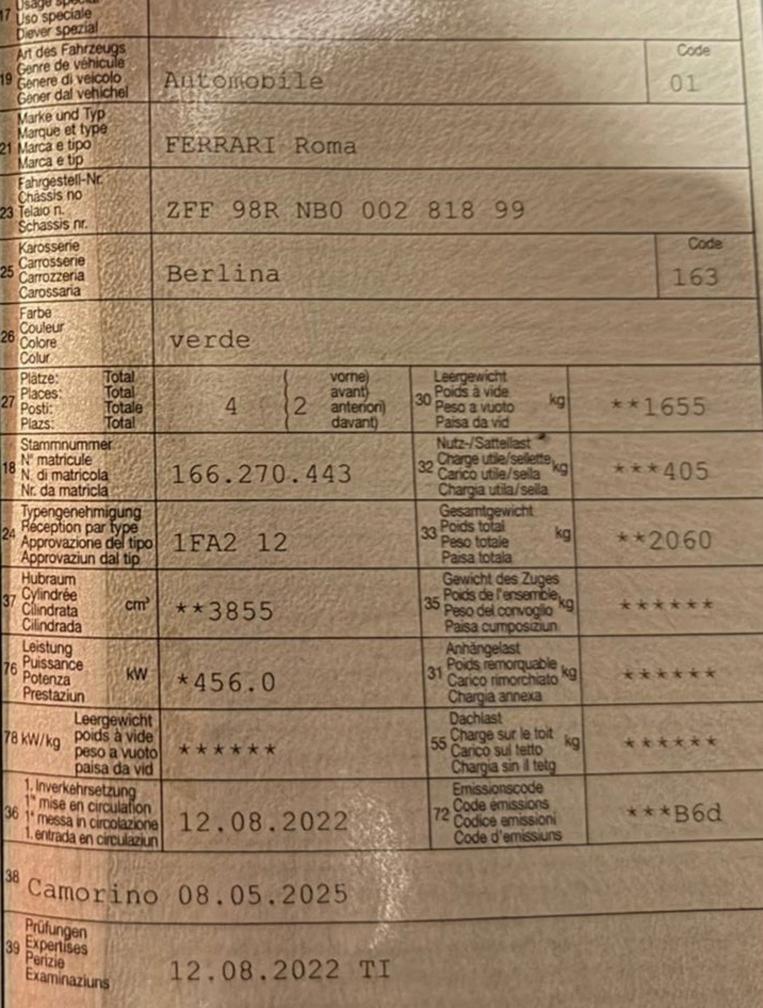 17 Usage spécial
Uso speciale
Diever spezial
Art des Fahrzeugs
Genre de véhicule
19 Genere di veicolo
Gener dal vehichel
Automobile
Code
01
Marke und Typ
Marque et type
21 Marca e tipo
Marca e tip
FERRARI Roma
Fahrgestell-Nr.
Châssis no
23 Telaio n.
Schassis nr.
ZFF 98R NB0 002 818 99
Karosserie
Carrosserie
25 Carrozzeria
Carossaria
Berlina
Code
163
Farbe
26 Couleur
Colore
Colur
verde
Plätze: Total
27 Places: Total
Posti: Totale
Plazs: Total
4
( 2
vorne)
avant)
anteriori)
davant)
Leergewicht
30 Poids à vide kg
Peso a vuoto
Paisa da vid
**1655
Stammnummer
18 N° matricule
N. di matricola
Nr. da matricla
166.270.443
Nutz-/Sattellast
32 Charge utile/sellette kg
Carico utile/sella
Chargia utila/sella
***405
Typengenehmigung
24 Réception par type
Approvazione del tipo
Approvaziun dal tip
1FA2 12
Gesamtgewicht
33 Poids total kg
Peso totale
Paisa totala
**2060
Hubraum
37 Cylindrée cm³
Cilindrata
Cilindrada
**3855
Gewicht des Zuges
35 Poids de l'ensemble kg
Peso del convoglio
Paisa cumposiziun
******
Leistung
76 Puissance kW
Potenza
Prestaziun
*456.0
Anhängelast
31 Poids remorquable kg
Carico rimorchiato
Chargia annexa
******
Leergewicht
78 kW/kg poids à vide
peso a vuoto
paisa da vid
******
Dachlast
55 Charge sur le toit kg
Carico sul tetto
Chargia sin il tetg
******
1. Inverkehrsetzung
36 1re mise en circulation
1a messa in circolazione
1. entrada en circulaziun
12.08.2022
Emissionscode
72 Code émissions
Codice emissioni
Code d'emissiuns
***B6d
38
Camorino 08.05.2025
Prüfungen
39 Expertises
Perizie
Examinaziuns
12.08.2022 TI